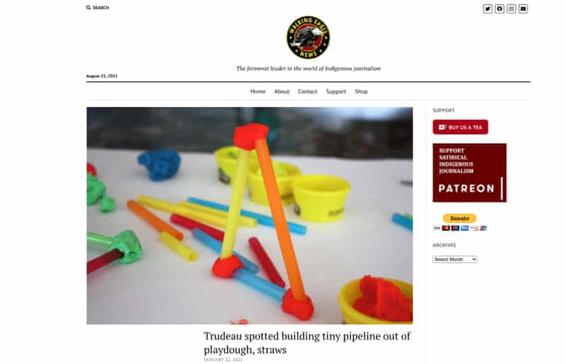 SEARCH
WALKING EAGLE
NEWS
The foremost leader in the world of Indigenous journalism
August 25, 2021
Home About Contact Support Shop
SUPPORT
BUY US A TEA
SUPPORT
SATIRICAL
INDIGENOUS
JOURNALISM
PATREON
Donate
ARCHIVES
Select Month
Trudeau spotted building tiny pipeline out of
playdough, straws